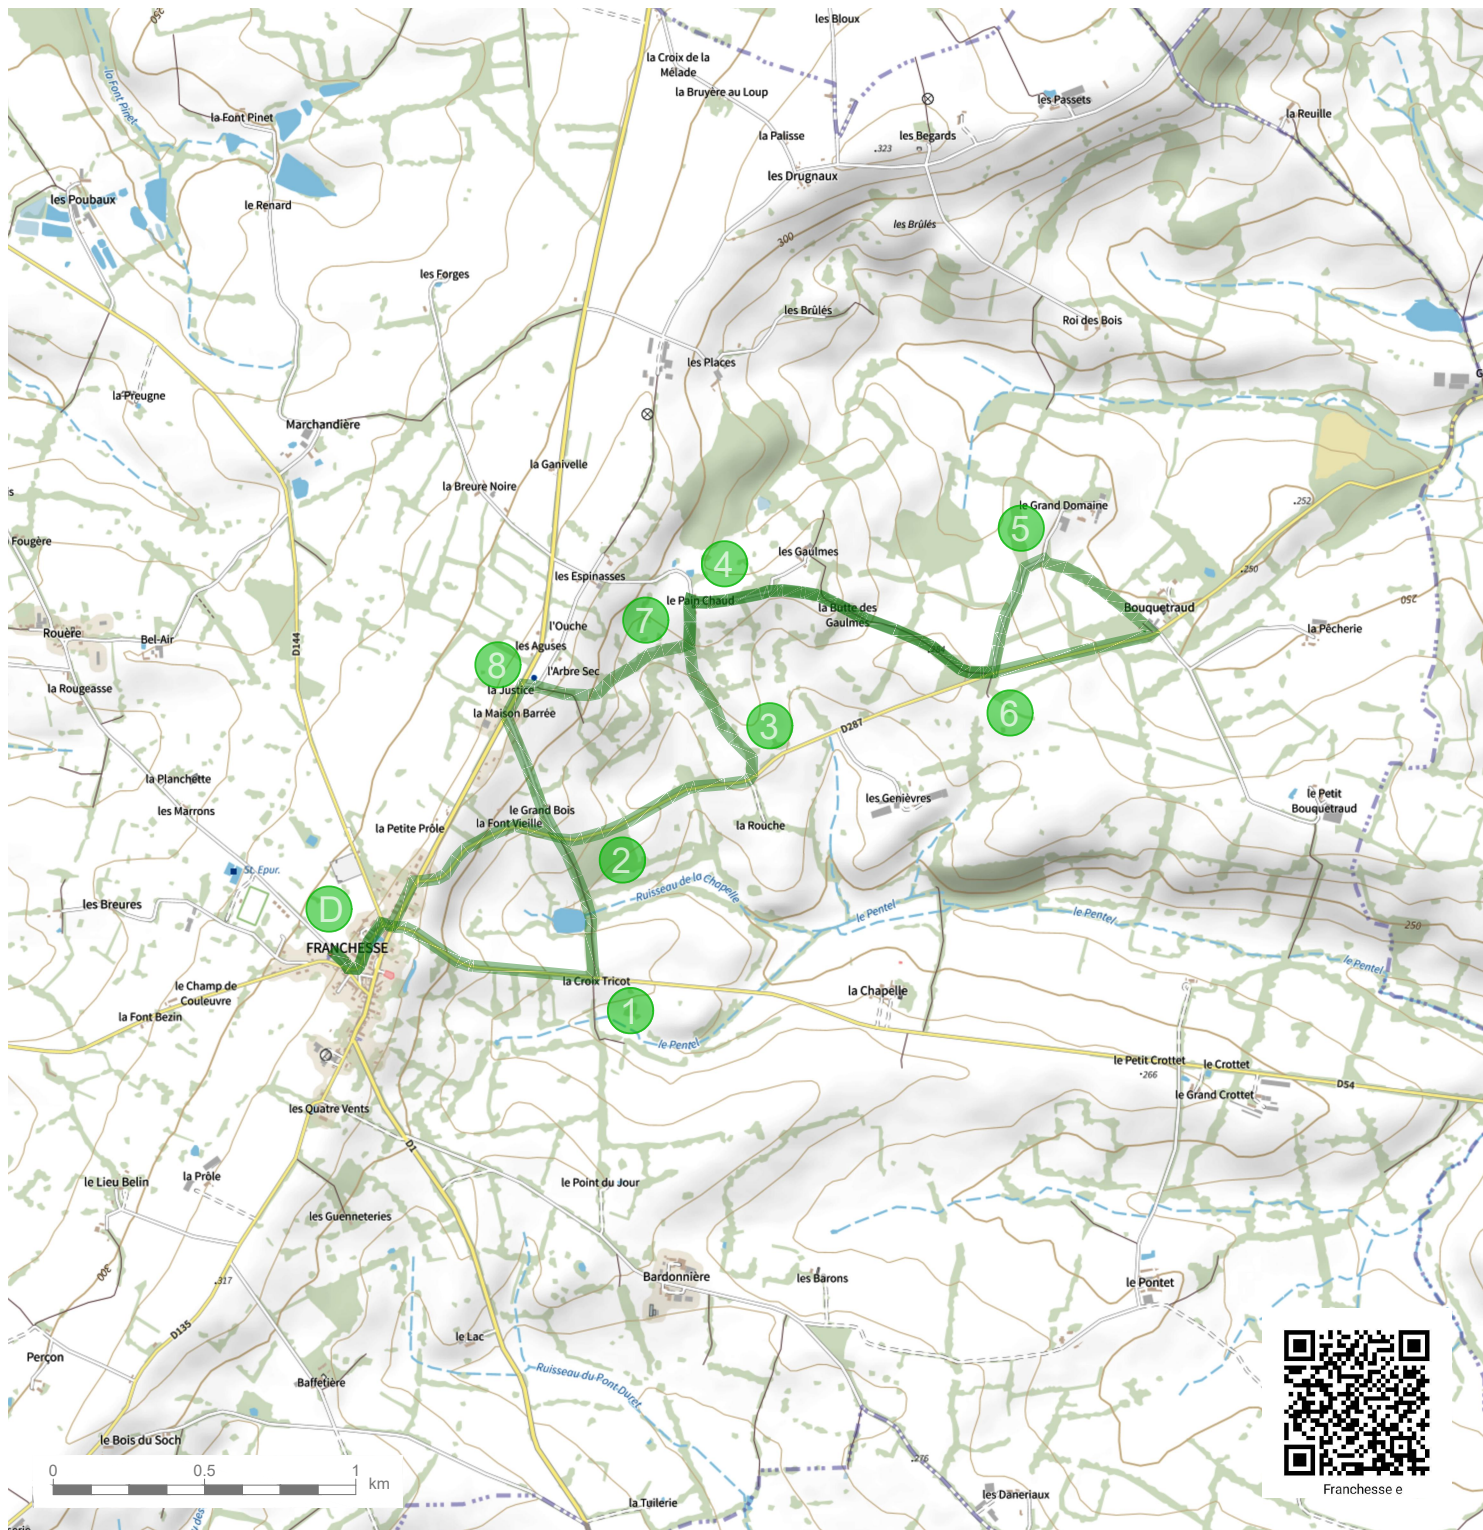 350
les Bloux
la Croix de la
Mélade
la Bruyère au Loup
la Font Pinet
la Font Pinet
les Passets
la Reuille
la Palisse
les Begards
.323
les Drugnaux
les Poubaux
le Renard
les Brûlés
300
les Forges
les Brûlés
Roi des Bois
les Places
G
la Preugne
Marchandière
la Ganivelle
la Breure Noire
s
.252
le Grand Domaine
5
Fougère
les Gaulmes
4
les Espinasses
.250
le Pain Chaud
la Butte des
Gaulmes
Bouquetraud
250
7
l'Ouche
la Pêcherie
Rouère
Bel-Air
D144
les Aguses
8
l'Arbre Sec
la Rougeasse
la Justice
la Maison Barrée
6
3
D287
la Planchette
les Marrons
les Genièvres
le Petit
Bouquetraud
le Grand Bois
la Font Vieille
la Petite Prôle
la Rouche
2
St. Epur.
Ruisseau de la Chapelle
les Breures
D
le Pentel
le Pentel
250
FRANCHESSE
le Pentel
la Croix Tricot
le Champ de
Couleuvre
la Chapelle
1
la Font Bezin
le Pentel
le Petit Crottet
le Crottet
.266
D54
le Grand Crottet
les Quatre Vents
D1
la Prôle
le Lieu Belin
le Point du Jour
les Guenneteries
300
.317
Bardonnière
les Barons
le Pontet
D135
le Lac
Perçon
Ruisseau du Pont Duret
Baffetière
le Bois du Soch
.276
0 0.5 1 km
Franchesse e
les Daneriaux
la Tuilerie